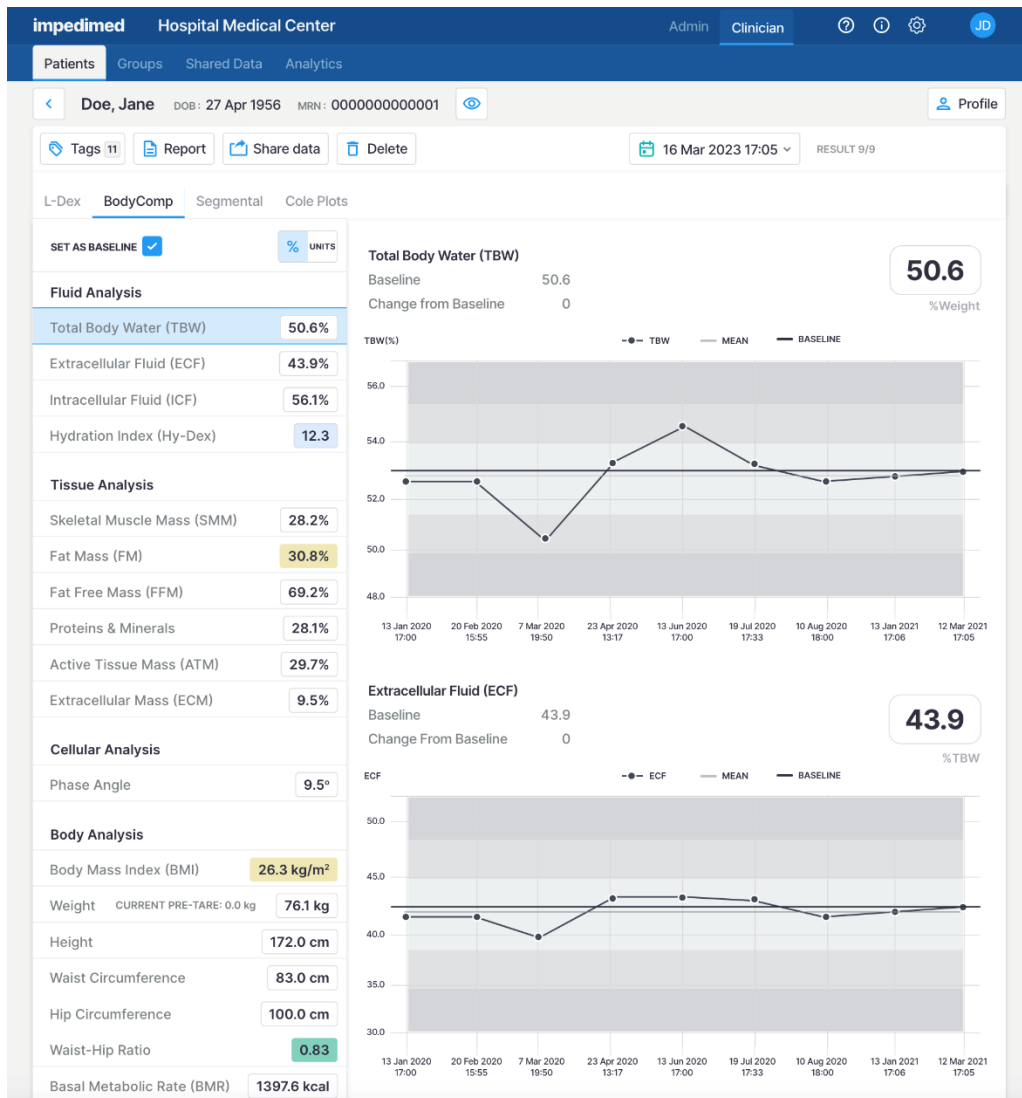 impedimed Hospital Medical Center Admin Clinician JD
Patients Groups Shared Data Analytics
Doe, Jane DOB: 27 Apr 1956 MRN: 0000000000001 Profile
Tags 11 Report Share data Delete 16 Mar 2023 17:05 RESULT 9/9
L-Dex BodyComp Segmental Cole Plots
SET AS BASELINE % UNITS
Fluid Analysis
Total Body Water (TBW) 50.6%
Extracellular Fluid (ECF) 43.9%
Intracellular Fluid (ICF) 56.1%
Hydration Index (Hy-Dex) 12.3
Tissue Analysis
Skeletal Muscle Mass (SMM) 28.2%
Fat Mass (FM) 30.8%
Fat Free Mass (FFM) 69.2%
Proteins & Minerals 28.1%
Active Tissue Mass (ATM) 29.7%
Extracellular Mass (ECM) 9.5%
Cellular Analysis
Phase Angle 9.5º
Body Analysis
Body Mass Index (BMI) 26.3 kg/m²
Weight CURRENT PRE-TARE: 0.0 kg 76.1 kg
Height 172.0 cm
Waist Circumference 83.0 cm
Hip Circumference 100.0 cm
Waist-Hip Ratio 0.83
Basal Metabolic Rate (BMR) 1397.6 kcal
Total Body Water (TBW)
Baseline 50.6
Change from Baseline 0
50.6
%Weight
TBW(%) TBW MEAN BASELINE
56.0
54.0
52.0
50.0
48.0
13 Jan 2020 20 Feb 2020 7 Mar 2020 23 Apr 2020 13 Jun 2020 19 Jul 2020 10 Aug 2020 13 Jan 2021 12 Mar 2021
17:00 15:55 19:50 13:17 17:00 17:33 18:00 17:06 17:05
Extracellular Fluid (ECF)
Baseline 43.9
Change From Baseline 0
43.9
%TBW
ECF ECF MEAN BASELINE
50.0
45.0
40.0
35.0
30.0
13 Jan 2020 20 Feb 2020 7 Mar 2020 23 Apr 2020 13 Jun 2020 19 Jul 2020 10 Aug 2020 13 Jan 2021 12 Mar 2021
17:00 15:55 19:50 13:17 17:00 17:33 18:00 17:06 17:05